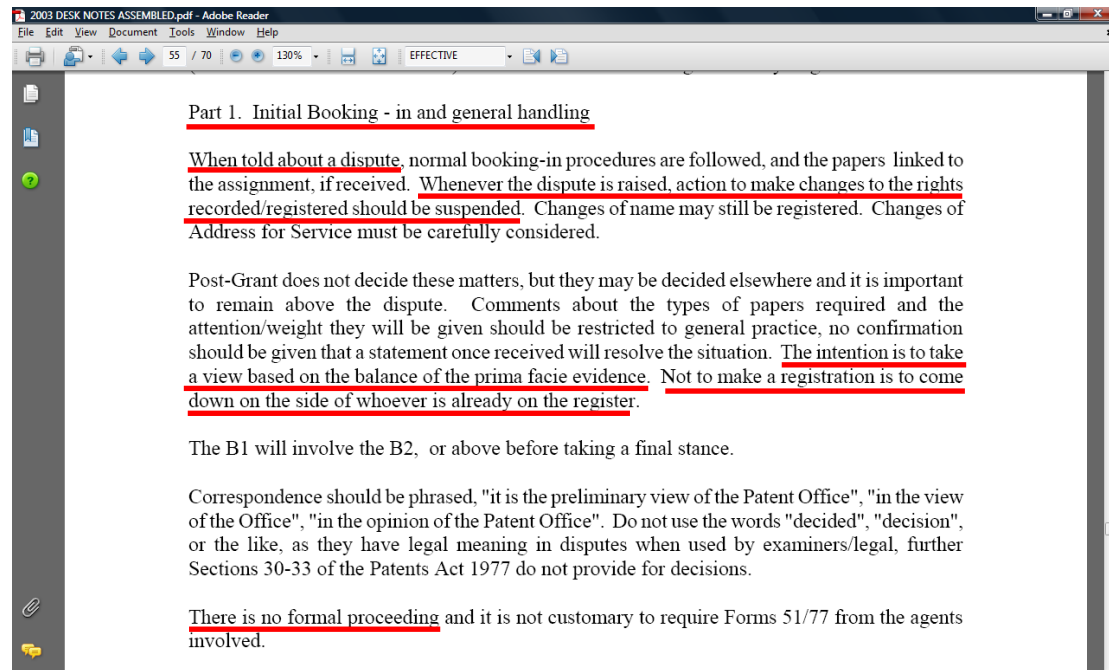 2003 DESK NOTES ASSEMBLED.pdf - Adobe Reader
File Edit View Document Tools Window Help
55 / 70 130% EFFECTIVE
Part 1. Initial Booking - in and general handling
When told about a dispute, normal booking-in procedures are followed, and the papers linked to
the assignment, if received. Whenever the dispute is raised, action to make changes to the rights
recorded/registered should be suspended. Changes of name may still be registered. Changes of
Address for Service must be carefully considered.
Post-Grant does not decide these matters, but they may be decided elsewhere and it is important
to remain above the dispute. Comments about the types of papers required and the
attention/weight they will be given should be restricted to general practice, no confirmation
should be given that a statement once received will resolve the situation. The intention is to take
a view based on the balance of the prima facie evidence. Not to make a registration is to come
down on the side of whoever is already on the register.
The B1 will involve the B2, or above before taking a final stance.
Correspondence should be phrased, "it is the preliminary view of the Patent Office", "in the view
of the Office", "in the opinion of the Patent Office". Do not use the words "decided", "decision",
or the like, as they have legal meaning in disputes when used by examiners/legal, further
Sections 30-33 of the Patents Act 1977 do not provide for decisions.
There is no formal proceeding and it is not customary to require Forms 51/77 from the agents
involved.